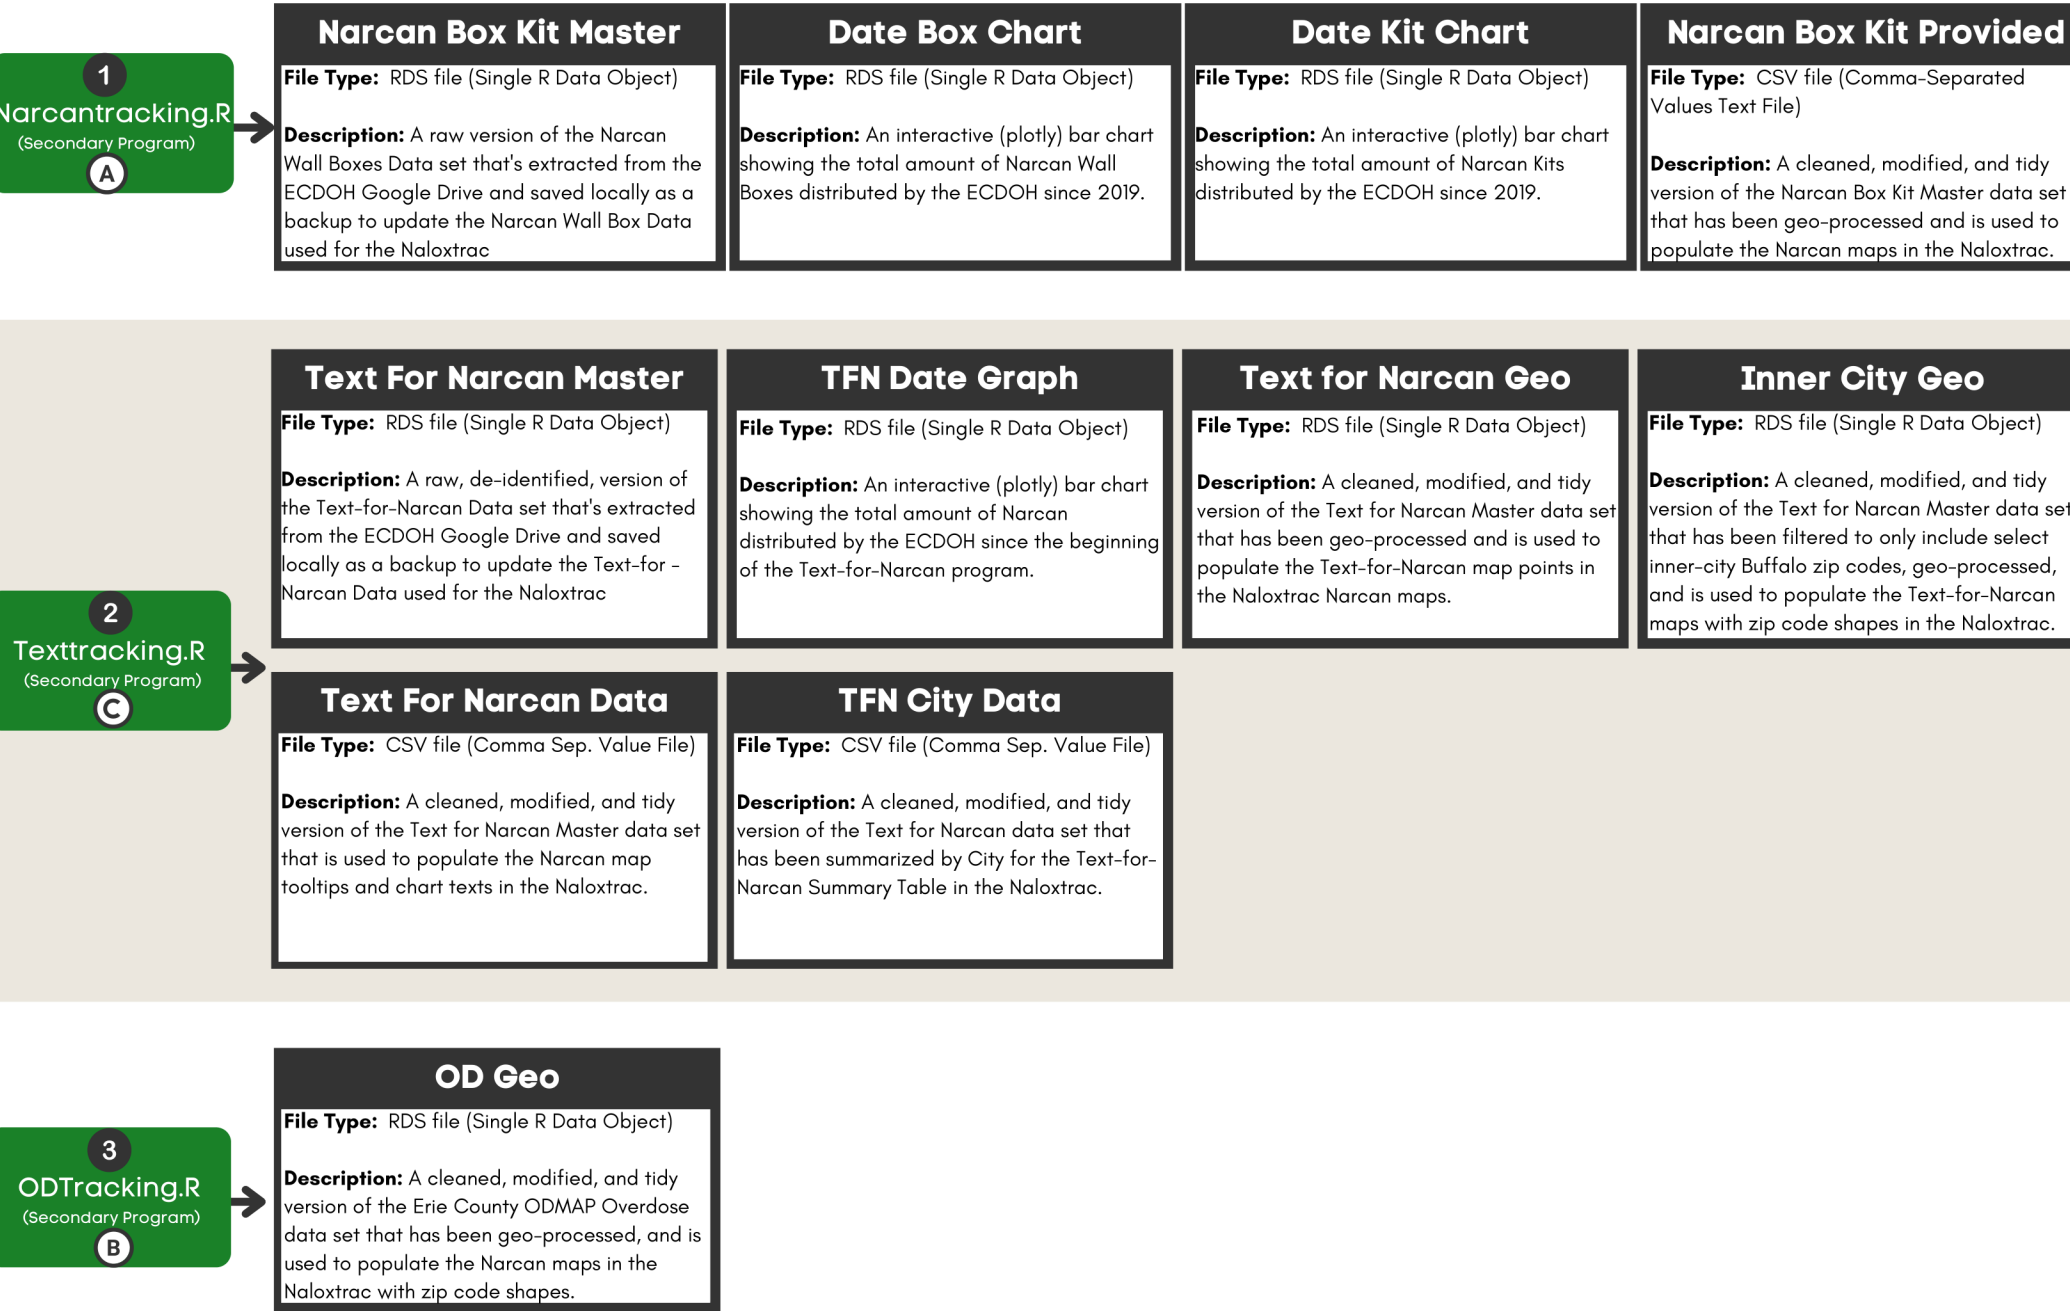 1
Narcantracking.R
(Secondary Program)
A
Narcan Box Kit Master
File Type: RDS file (Single R Data Object)
Description: A raw version of the Narcan
Wall Boxes Data set that's extracted from the
ECDOH Google Drive and saved locally as a
backup to update the Narcan Wall Box Data
used for the Naloxtrac
Date Box Chart
File Type: RDS file (Single R Data Object)
Description: An interactive (plotly) bar chart
showing the total amount of Narcan Wall
Boxes distributed by the ECDOH since 2019.
Date Kit Chart
File Type: RDS file (Single R Data Object)
Description: An interactive (plotly) bar chart
showing the total amount of Narcan Kits
distributed by the ECDOH since 2019.
Narcan Box Kit Provided
File Type: CSV file (Comma-Separated
Values Text File)
Description: A cleaned, modified, and tidy
version of the Narcan Box Kit Master data set
that has been geo-processed and is used to
populate the Narcan maps in the Naloxtrac.
2
Texttracking.R
(Secondary Program)
C
Text For Narcan Master
File Type: RDS file (Single R Data Object)
Description: A raw, de-identified, version of
the Text-for-Narcan Data set that's extracted
from the ECDOH Google Drive and saved
locally as a backup to update the Text-for -
Narcan Data used for the Naloxtrac
TFN Date Graph
File Type: RDS file (Single R Data Object)
Description: An interactive (plotly) bar chart
showing the total amount of Narcan
distributed by the ECDOH since the beginning
of the Text-for-Narcan program.
Text for Narcan Geo
File Type: RDS file (Single R Data Object)
Description: A cleaned, modified, and tidy
version of the Text for Narcan Master data set
that has been geo-processed and is used to
populate the Text-for-Narcan map points in
the Naloxtrac Narcan maps.
Inner City Geo
File Type: RDS file (Single R Data Object)
Description: A cleaned, modified, and tidy
version of the Text for Narcan Master data set
that has been filtered to only include select
inner-city Buffalo zip codes, geo-processed,
and is used to populate the Text-for-Narcan
maps with zip code shapes in the Naloxtrac.
Text For Narcan Data
File Type: CSV file (Comma Sep. Value File)
Description: A cleaned, modified, and tidy
version of the Text for Narcan Master data set
that is used to populate the Narcan map
tooltips and chart texts in the Naloxtrac.
TFN City Data
File Type: CSV file (Comma Sep. Value File)
Description: A cleaned, modified, and tidy
version of the Text for Narcan data set that
has been summarized by City for the Text-for-
Narcan Summary Table in the Naloxtrac.
3
ODTracking.R
(Secondary Program)
B
OD Geo
File Type: RDS file (Single R Data Object)
Description: A cleaned, modified, and tidy
version of the Erie County ODMAP Overdose
data set that has been geo-processed, and is
used to populate the Narcan maps in the
Naloxtrac with zip code shapes.